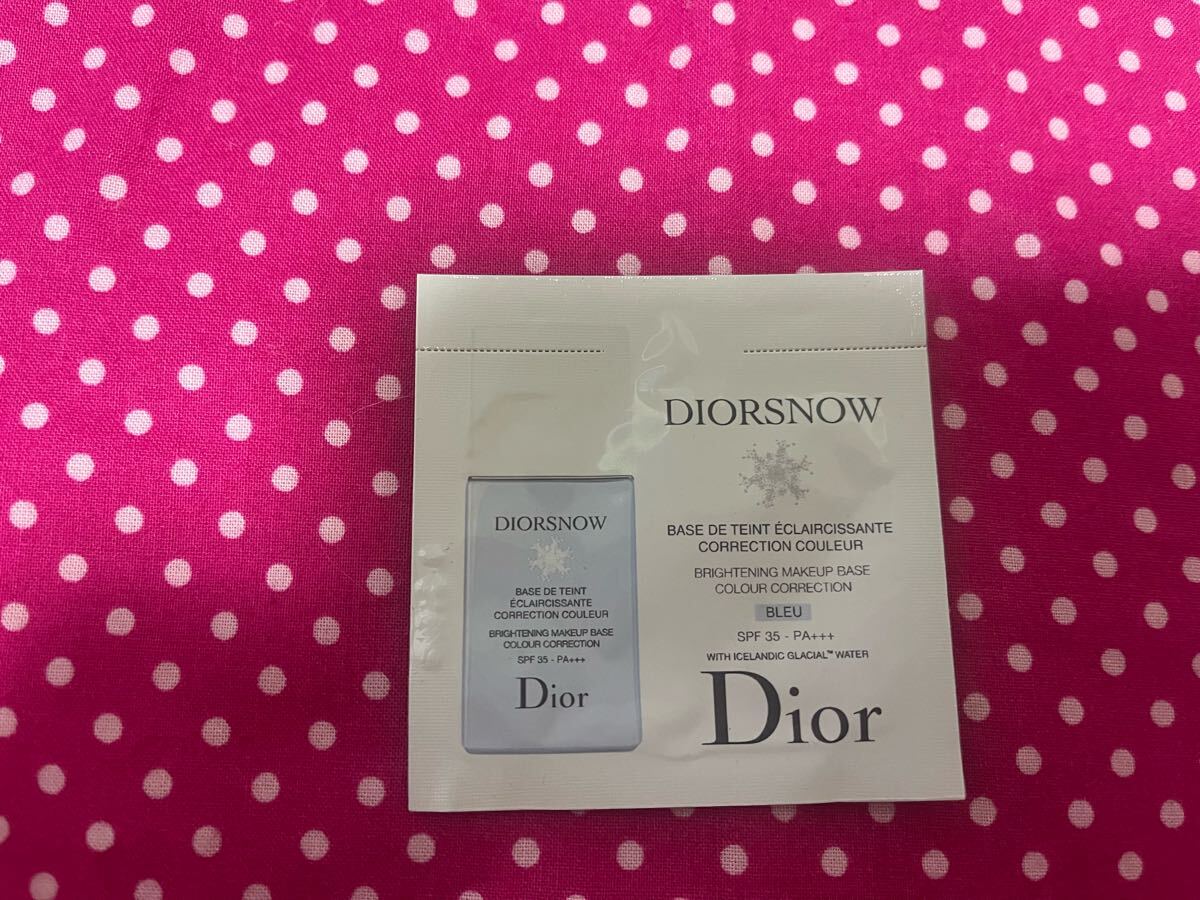 DIORSNOW
BASE DE TEINT
ÉCLAIRCISSANTE
CORRECTION COULEUR
BRIGHTENING MAKEUP BASE
COLOUR CORRECTION
SPF 35 - PA+++
Dior
DIORSNOW
BASE DE TEINT ÉCLAIRCISSANTE
CORRECTION COULEUR
BRIGHTENING MAKEUP BASE
COLOUR CORRECTION
BLEU
SPF 35 - PA+++
WITH ICELANDIC GLACIAL™ WATER
Dior